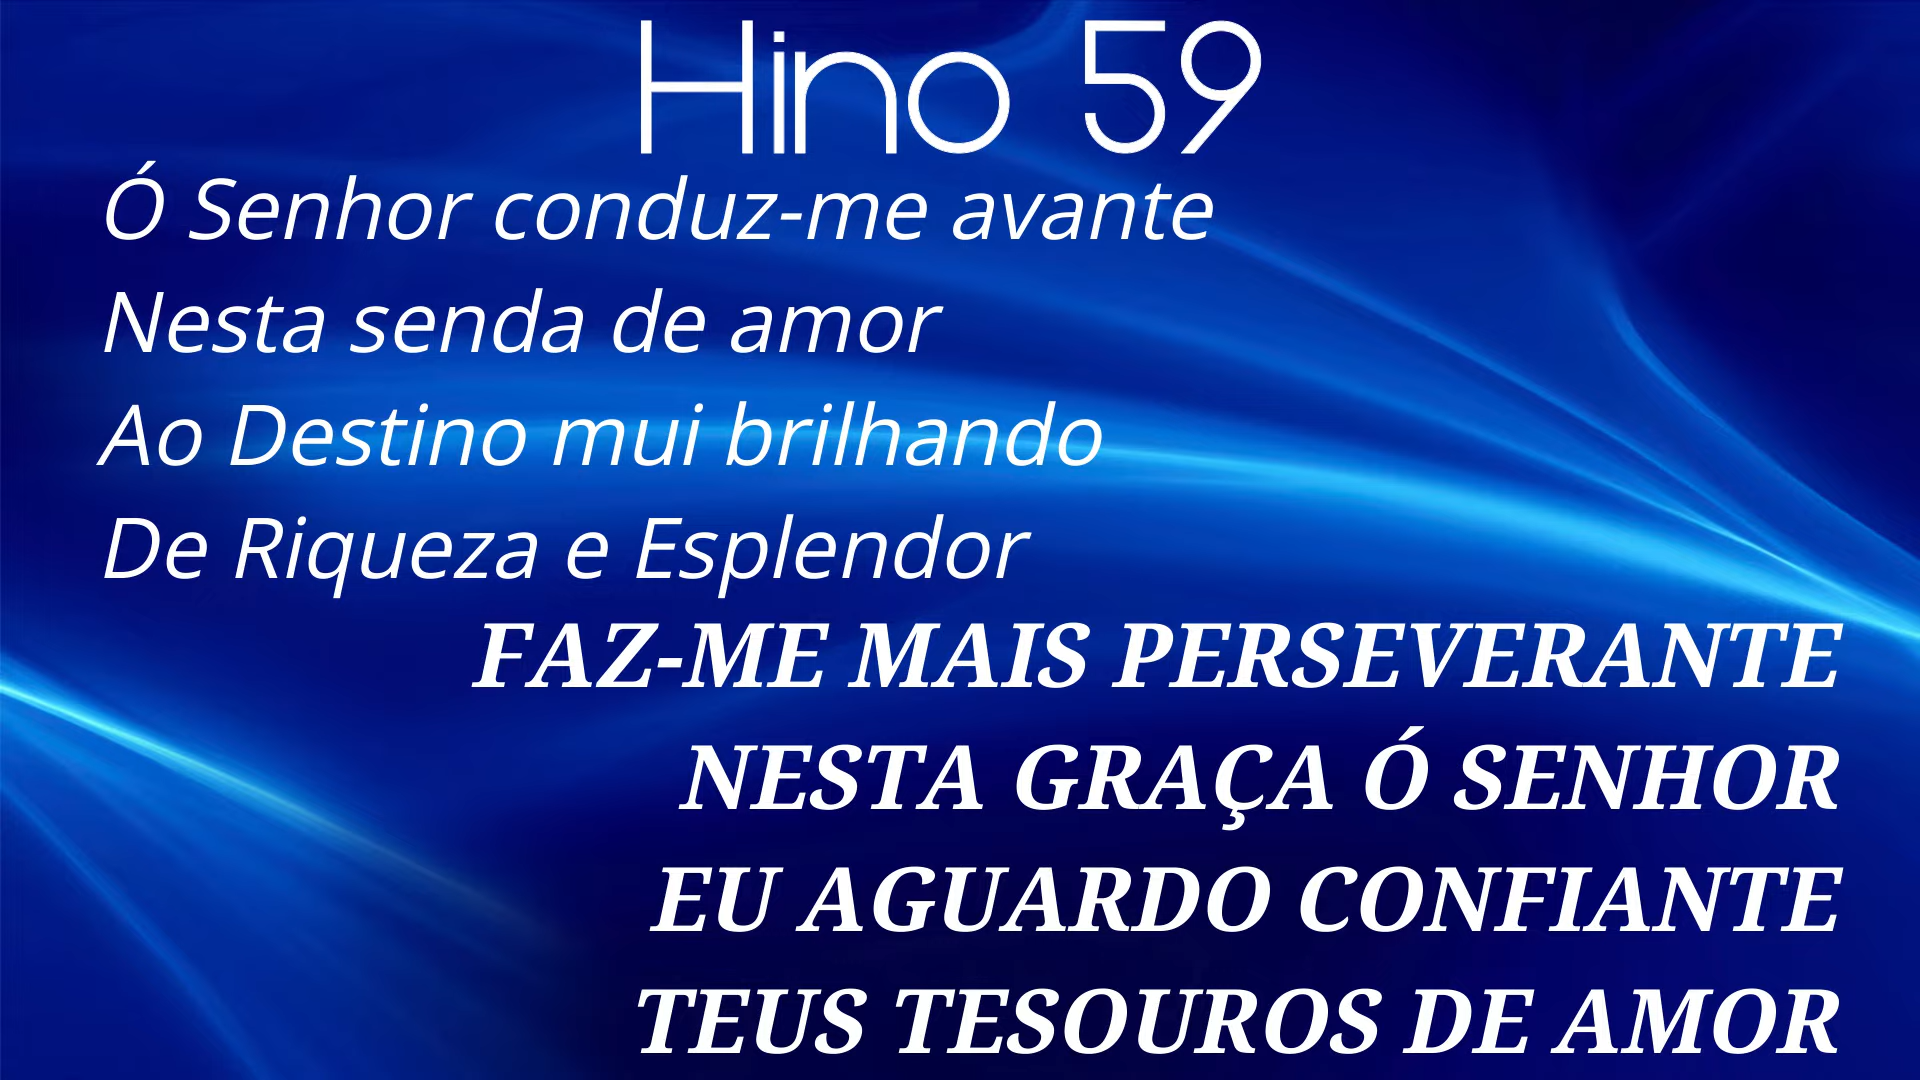 Hino 59
Ó Senhor conduz-me avante
Nesta senda de amor
Ao Destino mui brilhando
De Riqueza e Esplendor
FAZ-ME MAIS PERSEVERANTE
NESTA GRAÇA Ó SENHOR
EU AGUARDO CONFIANTE
TEUS TESOUROS DE AMOR